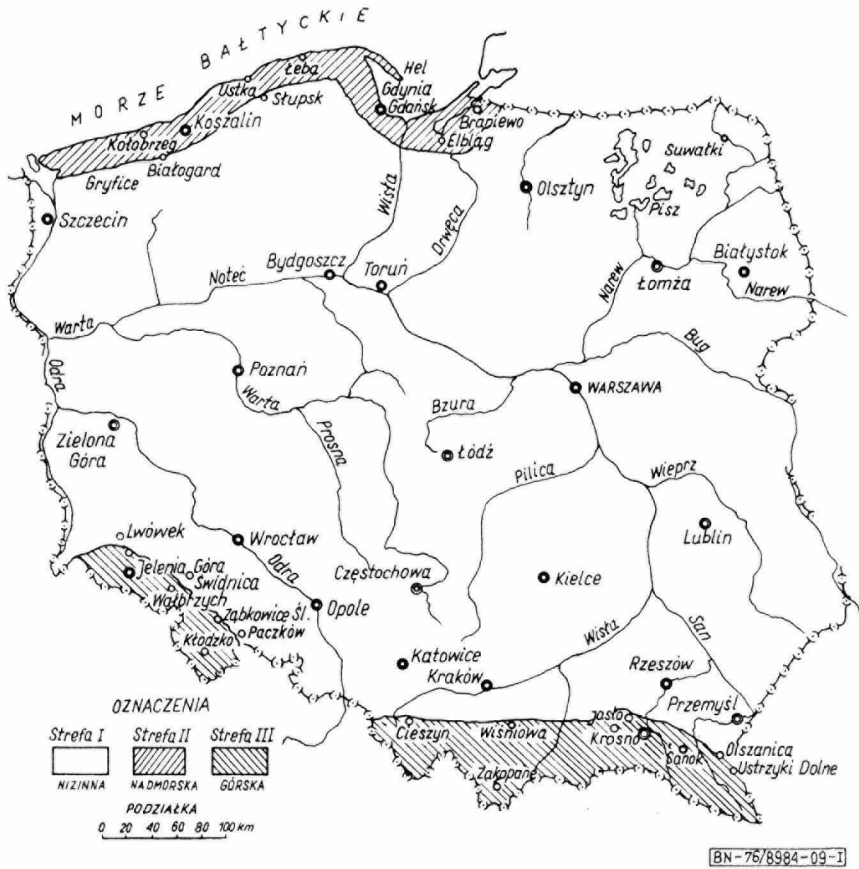 MORZE BAŁTYCKIE
Hel
Łeba
Gdynia
Ustka
Gdańsk
Słupsk
Braniewo
Koszalin
Elbląg
Suwałki
Kołobrzeg
Białogard
Gryfice
Olsztyn
Wisła
Pisz
Szczecin
Drwęca
Bydgoszcz
Toruń
Białystok
Noteć
Łomża
Narew
Narew
Warta
Bug
Odra
Poznań
WARSZAWA
Warta
Bzura
Prosna
Zielona
Góra
Łódź
Pilica
Wieprz
Lwówek
Wrocław
Lublin
Jelenia Góra
Odra
Świdnica
Częstochowa
Kielce
Wałbrzych
Ząbkowice Śl.
Opole
Paczków
San
Kłodzko
Wisła
Katowice
Rzeszów
Kraków
Przemyśl
OZNACZENIA
Jasło
Cieszyn
Wiśniowa
Krosno
Strefa I
Strefa II
Strefa III
Sanok
Olszanica
Ustrzyki Dolne
Zakopane
NIZINNA
NADMORSKA
GÓRSKA
PODZIAŁKA
0 20 40 60 80 100 km
BN-76/8984-09-1